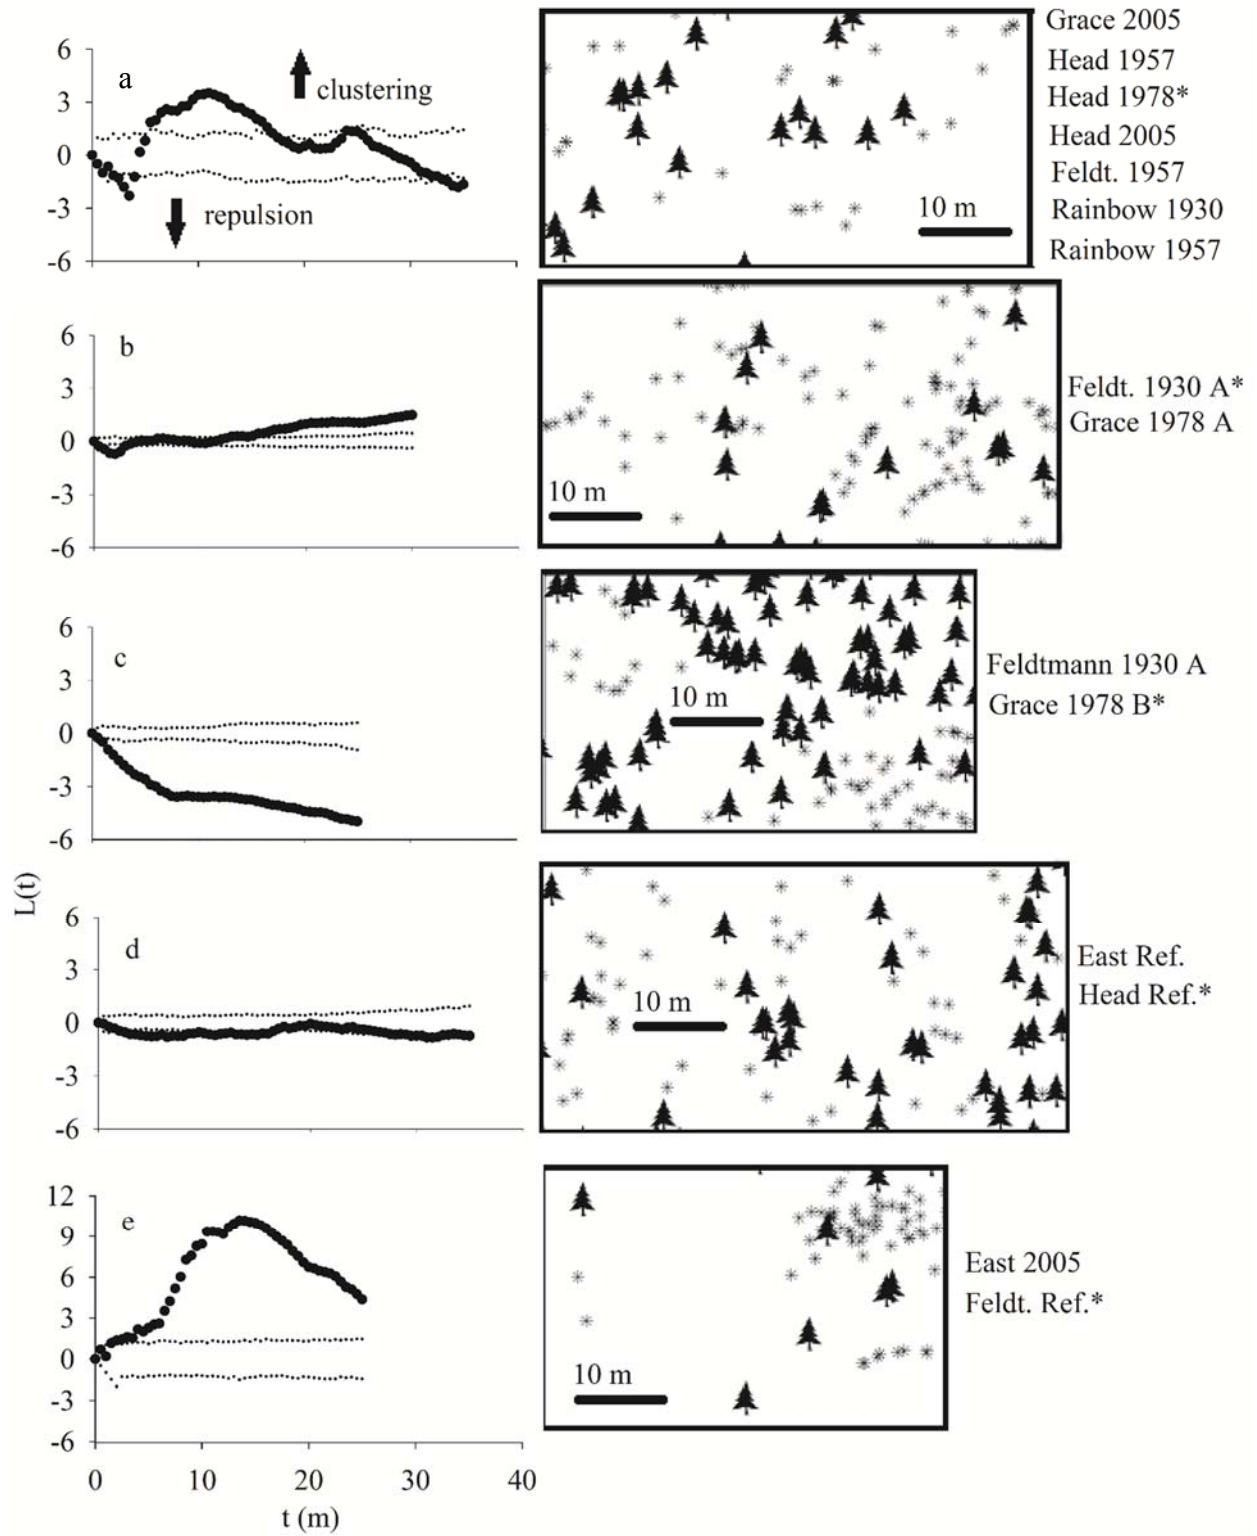 6
3
0
-3
-6
a
clustering
repulsion
10 m
Grace 2005
Head 1957
Head 1978*
Head 2005
Feldt. 1957
Rainbow 1930
Rainbow 1957
6
3
0
-3
-6
b
10 m
Feldt. 1930 A*
Grace 1978 A
6
3
0
-3
-6
c
10 m
Feldtmann 1930 A
Grace 1978 B*
L(t)
6
3
0
-3
-6
d
10 m
East Ref.
Head Ref.*
12
9
6
3
0
-3
-6
e
10 m
East 2005
Feldt. Ref.*
0 10 20 30 40
t (m)